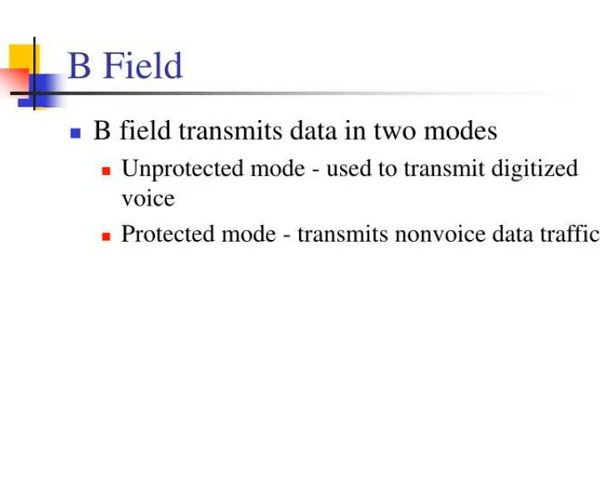 B Field
B field transmits data in two modes
Unprotected mode - used to transmit digitized
voice
Protected mode - transmits nonvoice data traffic